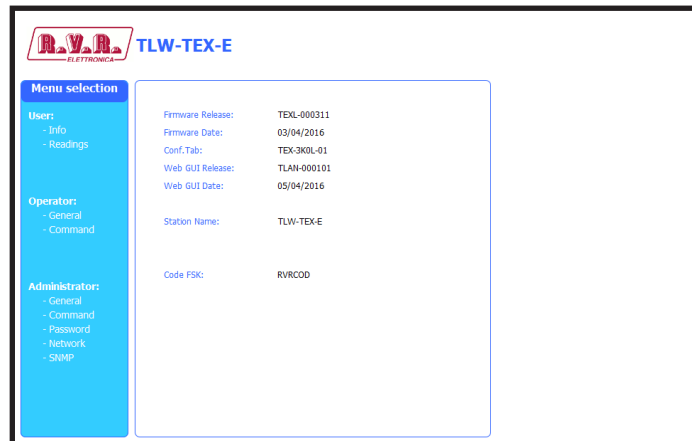 R.V.R.
ELETTRONICA
TLW-TEX-E
Menu selection
User:
- Info
- Readings
Operator:
- General
- Command
Administrator:
- General
- Command
- Password
- Network
- SNMP
Firmware Release: TEXL-000311
Firmware Date: 03/04/2016
Conf.Tab: TEX-3K0L-01
Web GUI Release: TLAN-000101
Web GUI Date: 05/04/2016
Station Name: TLW-TEX-E
Code FSK: RVRCOD